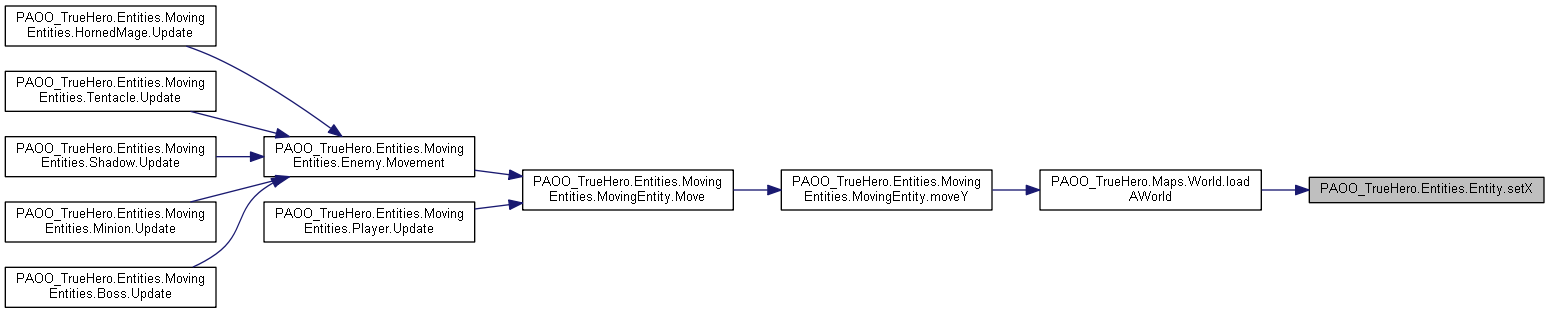 PAOO_TrueHero.Entities.Moving
Entities.HornedMage.Update
PAOO_TrueHero.Entities.Moving
Entities.Tentacle.Update
PAOO_TrueHero.Entities.Moving
Entities.Shadow.Update
PAOO_TrueHero.Entities.Moving
Entities.Minion.Update
PAOO_TrueHero.Entities.Moving
Entities.Boss.Update
PAOO_TrueHero.Entities.Moving
Entities.Enemy.Movement
PAOO_TrueHero.Entities.Moving
Entities.Player.Update
PAOO_TrueHero.Entities.Moving
Entities.MovingEntity.Move
PAOO_TrueHero.Entities.Moving
Entities.MovingEntity.moveY
PAOO_TrueHero.Maps.World.load
AWorld
PAOO_TrueHero.Entities.Entity.setX